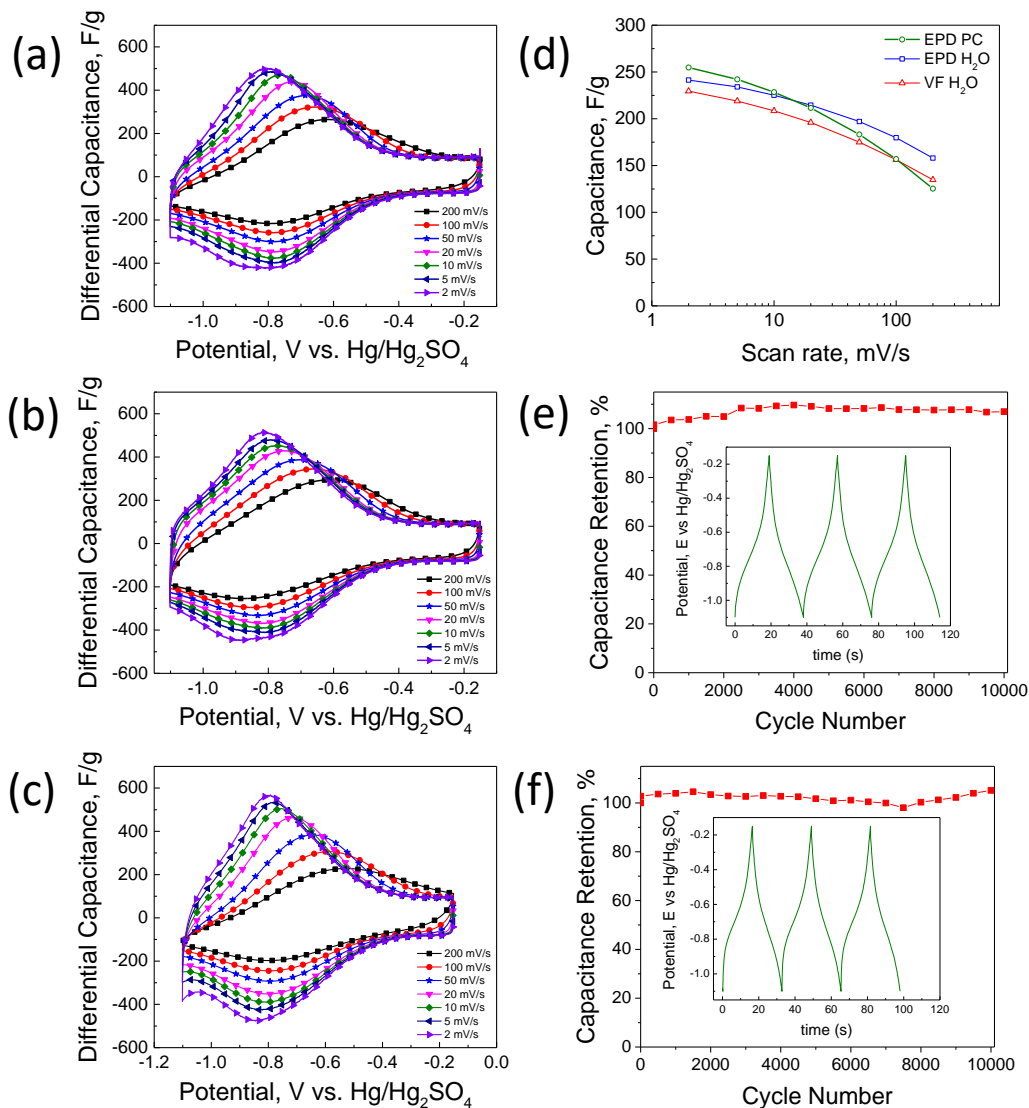 (a)
Differential Capacitance, F/g
600
400
200
0
-200
-400
-600
200 mV/s
100 mV/s
50 mV/s
20 mV/s
10 mV/s
5 mV/s
2 mV/s
-1.0 -0.8 -0.6 -0.4 -0.2
Potential, V vs. Hg/Hg₂SO₄
(b)
Differential Capacitance, F/g
600
400
200
0
-200
-400
-600
200 mV/s
100 mV/s
50 mV/s
20 mV/s
10 mV/s
5 mV/s
2 mV/s
-1.0 -0.8 -0.6 -0.4 -0.2
Potential, V vs. Hg/Hg₂SO₄
(c)
Differential Capacitance, F/g
600
400
200
0
-200
-400
-600
200 mV/s
100 mV/s
50 mV/s
20 mV/s
10 mV/s
5 mV/s
2 mV/s
-1.2 -1.0 -0.8 -0.6 -0.4 -0.2 0.0
Potential, V vs. Hg/Hg₂SO₄
(d)
Capacitance, F/g
300
250
200
150
100
50
0
EPD PC
EPD H₂O
VF H₂O
1 10 100
Scan rate, mV/s
(e)
Capacitance Retention, %
100
80
60
40
20
0
Potential, E vs Hg/Hg₂SO₄
-0.2
-0.4
-0.6
-0.8
-1.0
0 20 40 60 80 100 120
time (s)
0 2000 4000 6000 8000 10000
Cycle Number
(f)
Capacitance Retention, %
100
80
60
40
20
0
Potential, E vs Hg/Hg₂SO₄
-0.2
-0.4
-0.6
-0.8
-1.0
0 20 40 60 80 100 120
time (s)
0 2000 4000 6000 8000 10000
Cycle Number